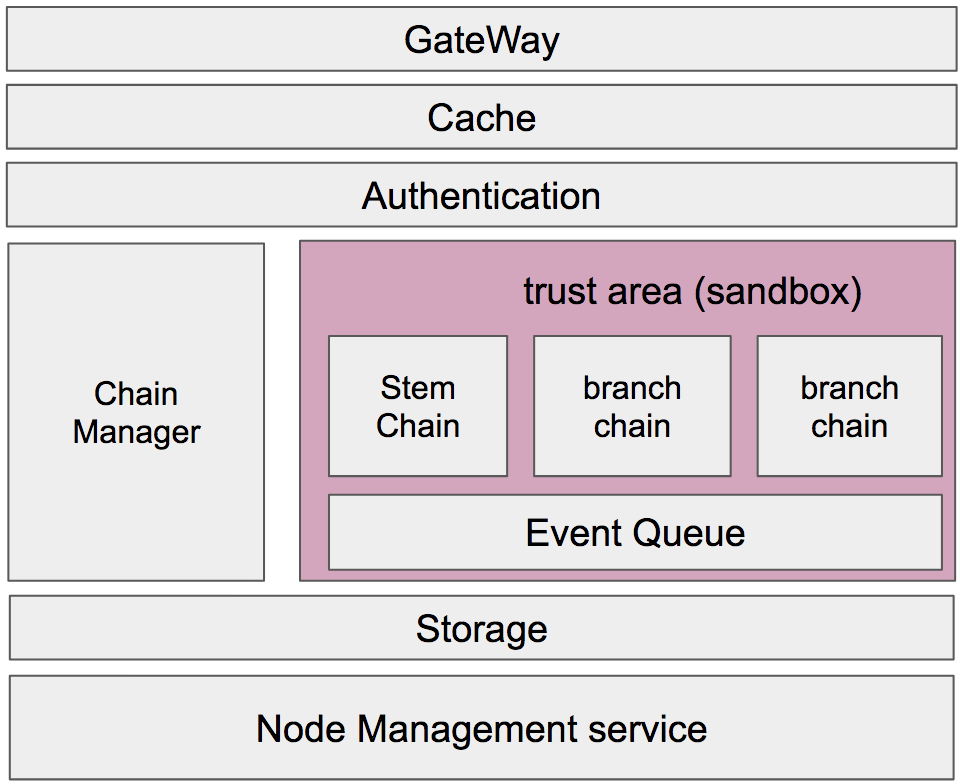 GateWay
Cache
Authentication
Chain
Manager
trust area (sandbox)
Stem
Chain
branch
chain
branch
chain
Event Queue
Storage
Node Management service